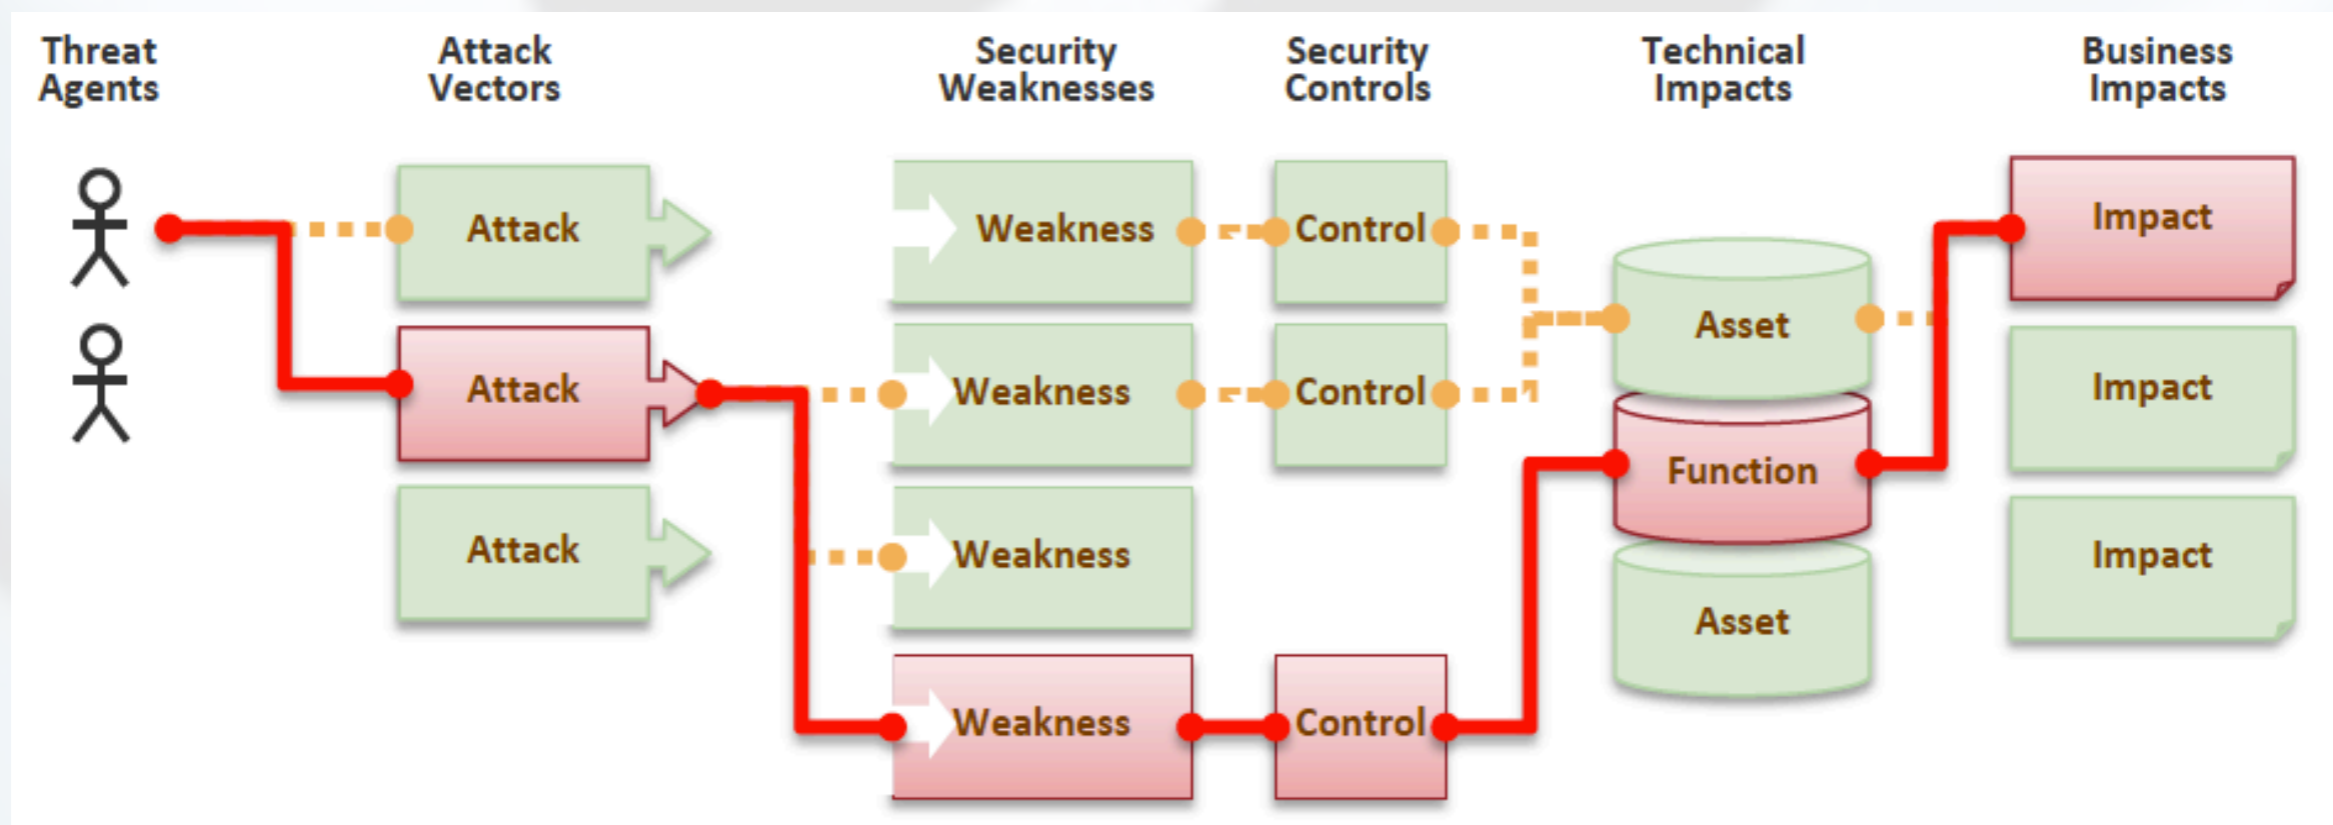 Threat
Agents
Attack
Vectors
Security
Weaknesses
Security
Controls
Technical
Impacts
Business
Impacts
Attack
Weakness
Control
Asset
Impact
Attack
Weakness
Control
Function
Impact
Attack
Weakness
Asset
Impact
Weakness
Control